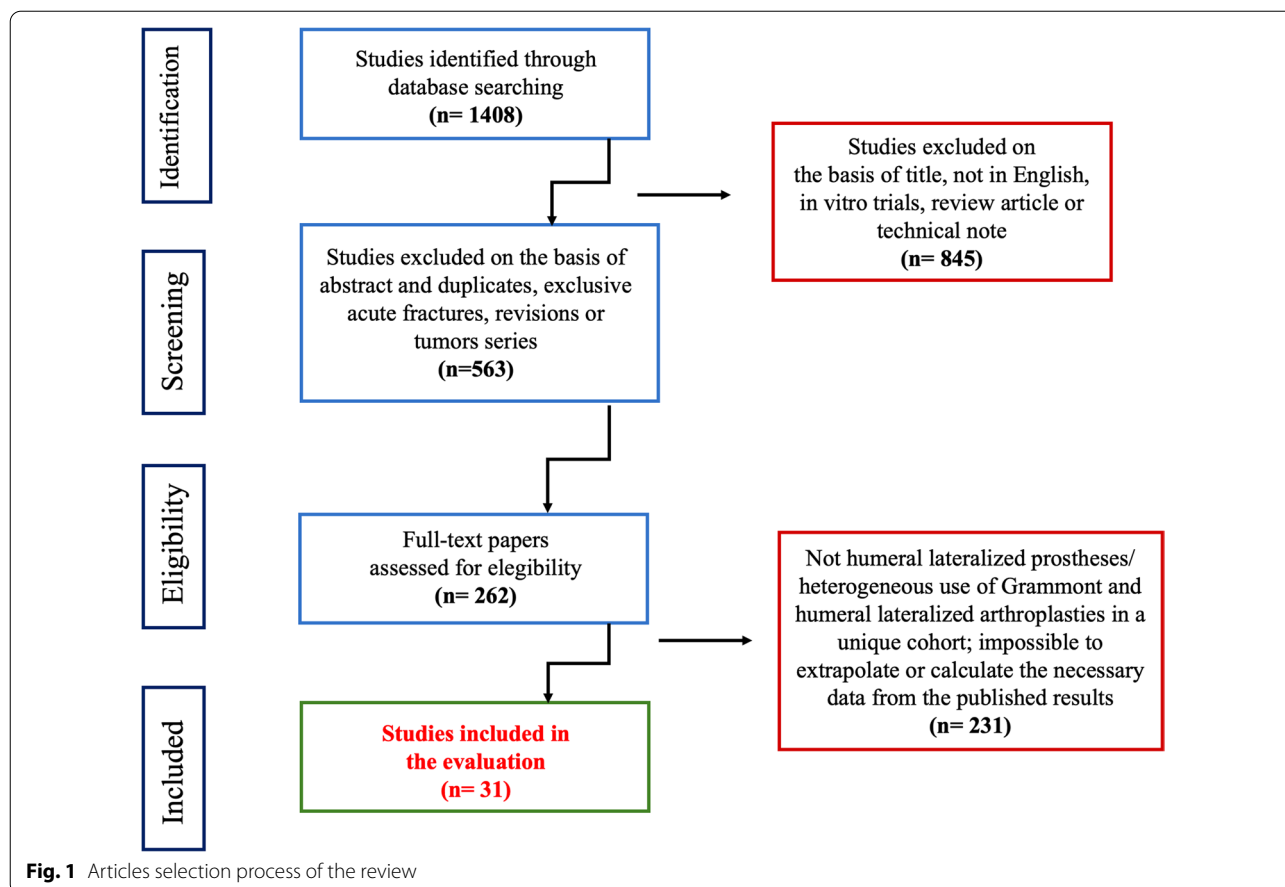 Identification
Studies identified through
database searching
(n= 1408)
Studies excluded on
the basis of title, not in English,
in vitro trials, review article or
technical note
(n= 845)
Screening
Studies excluded on the basis of
abstract and duplicates, exclusive
acute fractures, revisions or
tumors series
(n=563)
Eligibility
Full-text papers
assessed for elegibility
(n= 262)
Not humeral lateralized prostheses/
heterogeneous use of Grammont and
humeral lateralized arthroplasties in a
unique cohort; impossible to
extrapolate or calculate the necessary
data from the published results
(n= 231)
Included
Studies included in
the evaluation
(n= 31)
Fig. 1 Articles selection process of the review